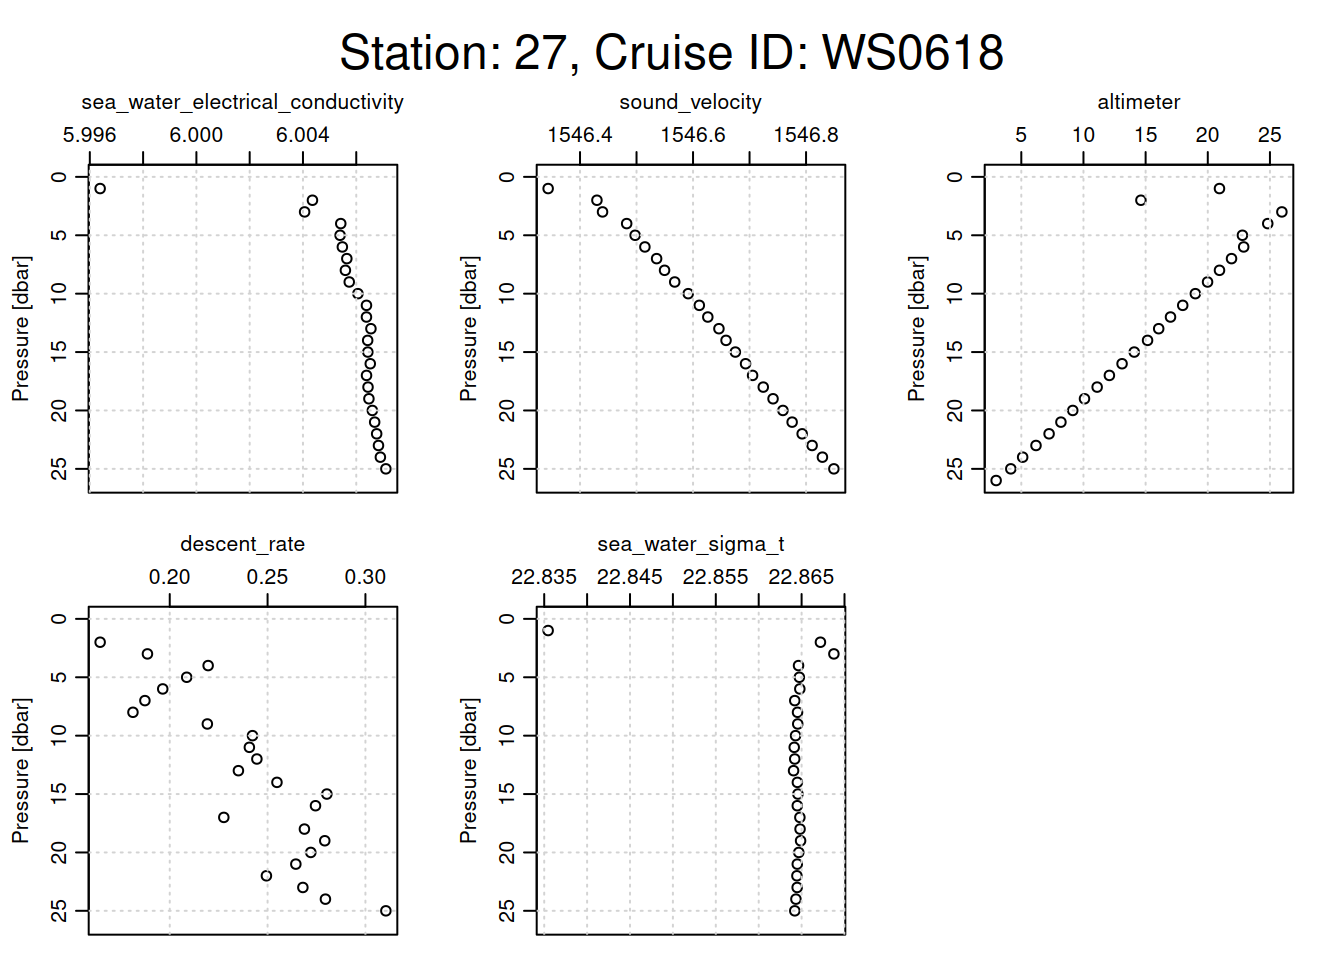 Station: 27, Cruise ID: WS0618
sea_water_electrical_conductivity
5.996 6.000 6.004
0
5
10
15
20
25
Pressure [dbar]
sound_velocity
1546.4 1546.6 1546.8
0
5
10
15
20
25
Pressure [dbar]
altimeter
5 10 15 20 25
0
5
10
15
20
25
Pressure [dbar]
descent_rate
0.20 0.25 0.30
0
5
10
15
20
25
Pressure [dbar]
sea_water_sigma_t
22.835 22.845 22.855 22.865
0
5
10
15
20
25
Pressure [dbar]